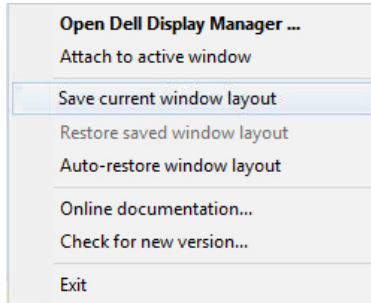 Open Dell Display Manager ...
Attach to active window
Save current window layout
Restore saved window layout
Auto-restore window layout
Online documentation...
Check for new version...
Exit